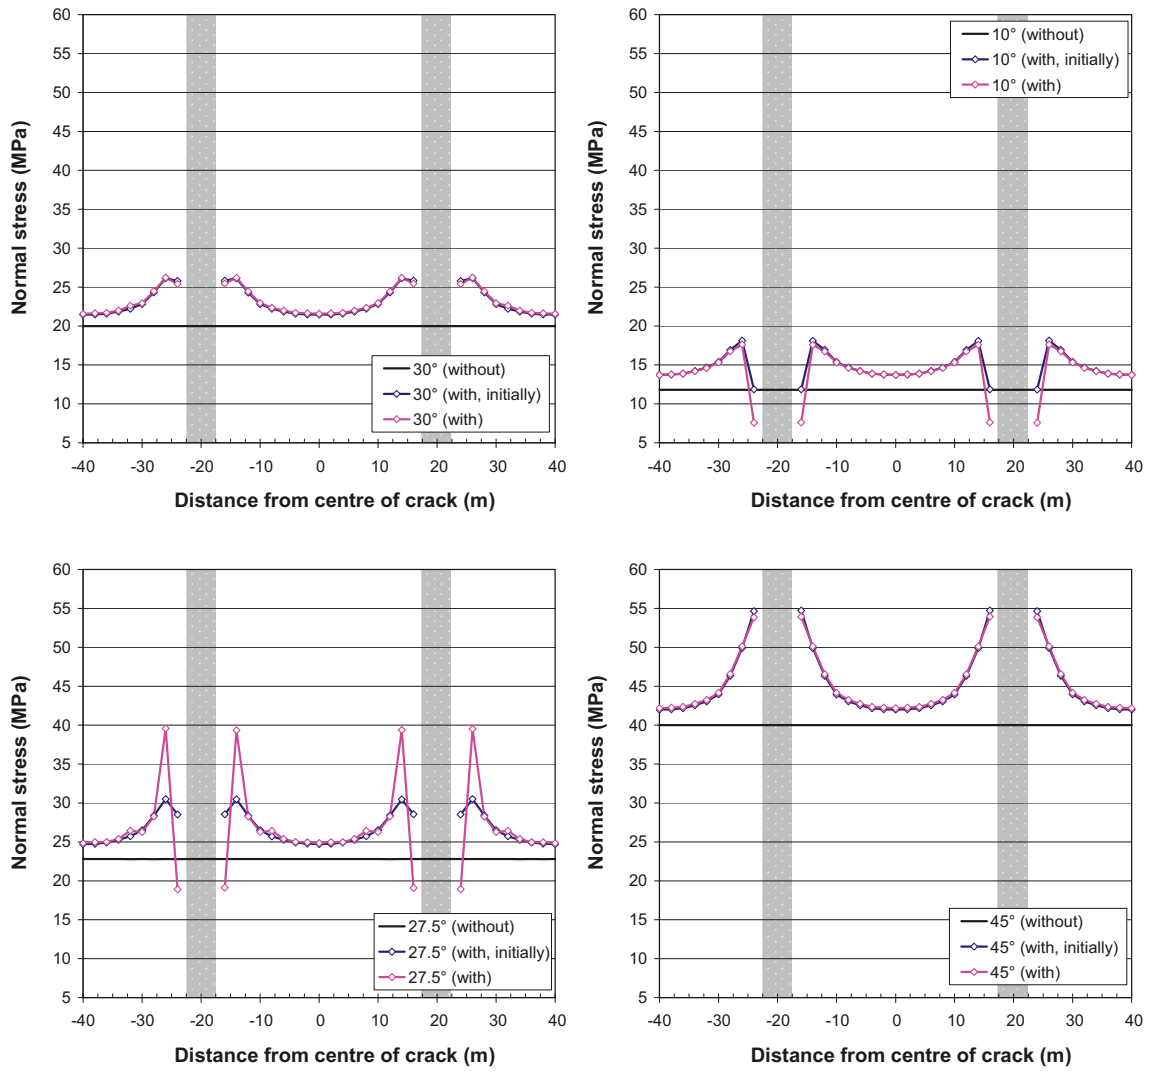 60
55
50
45
40
35
30
25
20
15
10
5
Normal stress (MPa)
30° (without)
30° (with, initially)
30° (with)
-40 -30 -20 -10 0 10 20 30 40
Distance from centre of crack (m)
60
55
50
45
40
35
30
25
20
15
10
5
Normal stress (MPa)
10° (without)
10° (with, initially)
10° (with)
-40 -30 -20 -10 0 10 20 30 40
Distance from centre of crack (m)
60
55
50
45
40
35
30
25
20
15
10
5
Normal stress (MPa)
27.5° (without)
27.5° (with, initially)
27.5° (with)
-40 -30 -20 -10 0 10 20 30 40
Distance from centre of crack (m)
60
55
50
45
40
35
30
25
20
15
10
5
Normal stress (MPa)
45° (without)
45° (with, initially)
45° (with)
-40 -30 -20 -10 0 10 20 30 40
Distance from centre of crack (m)